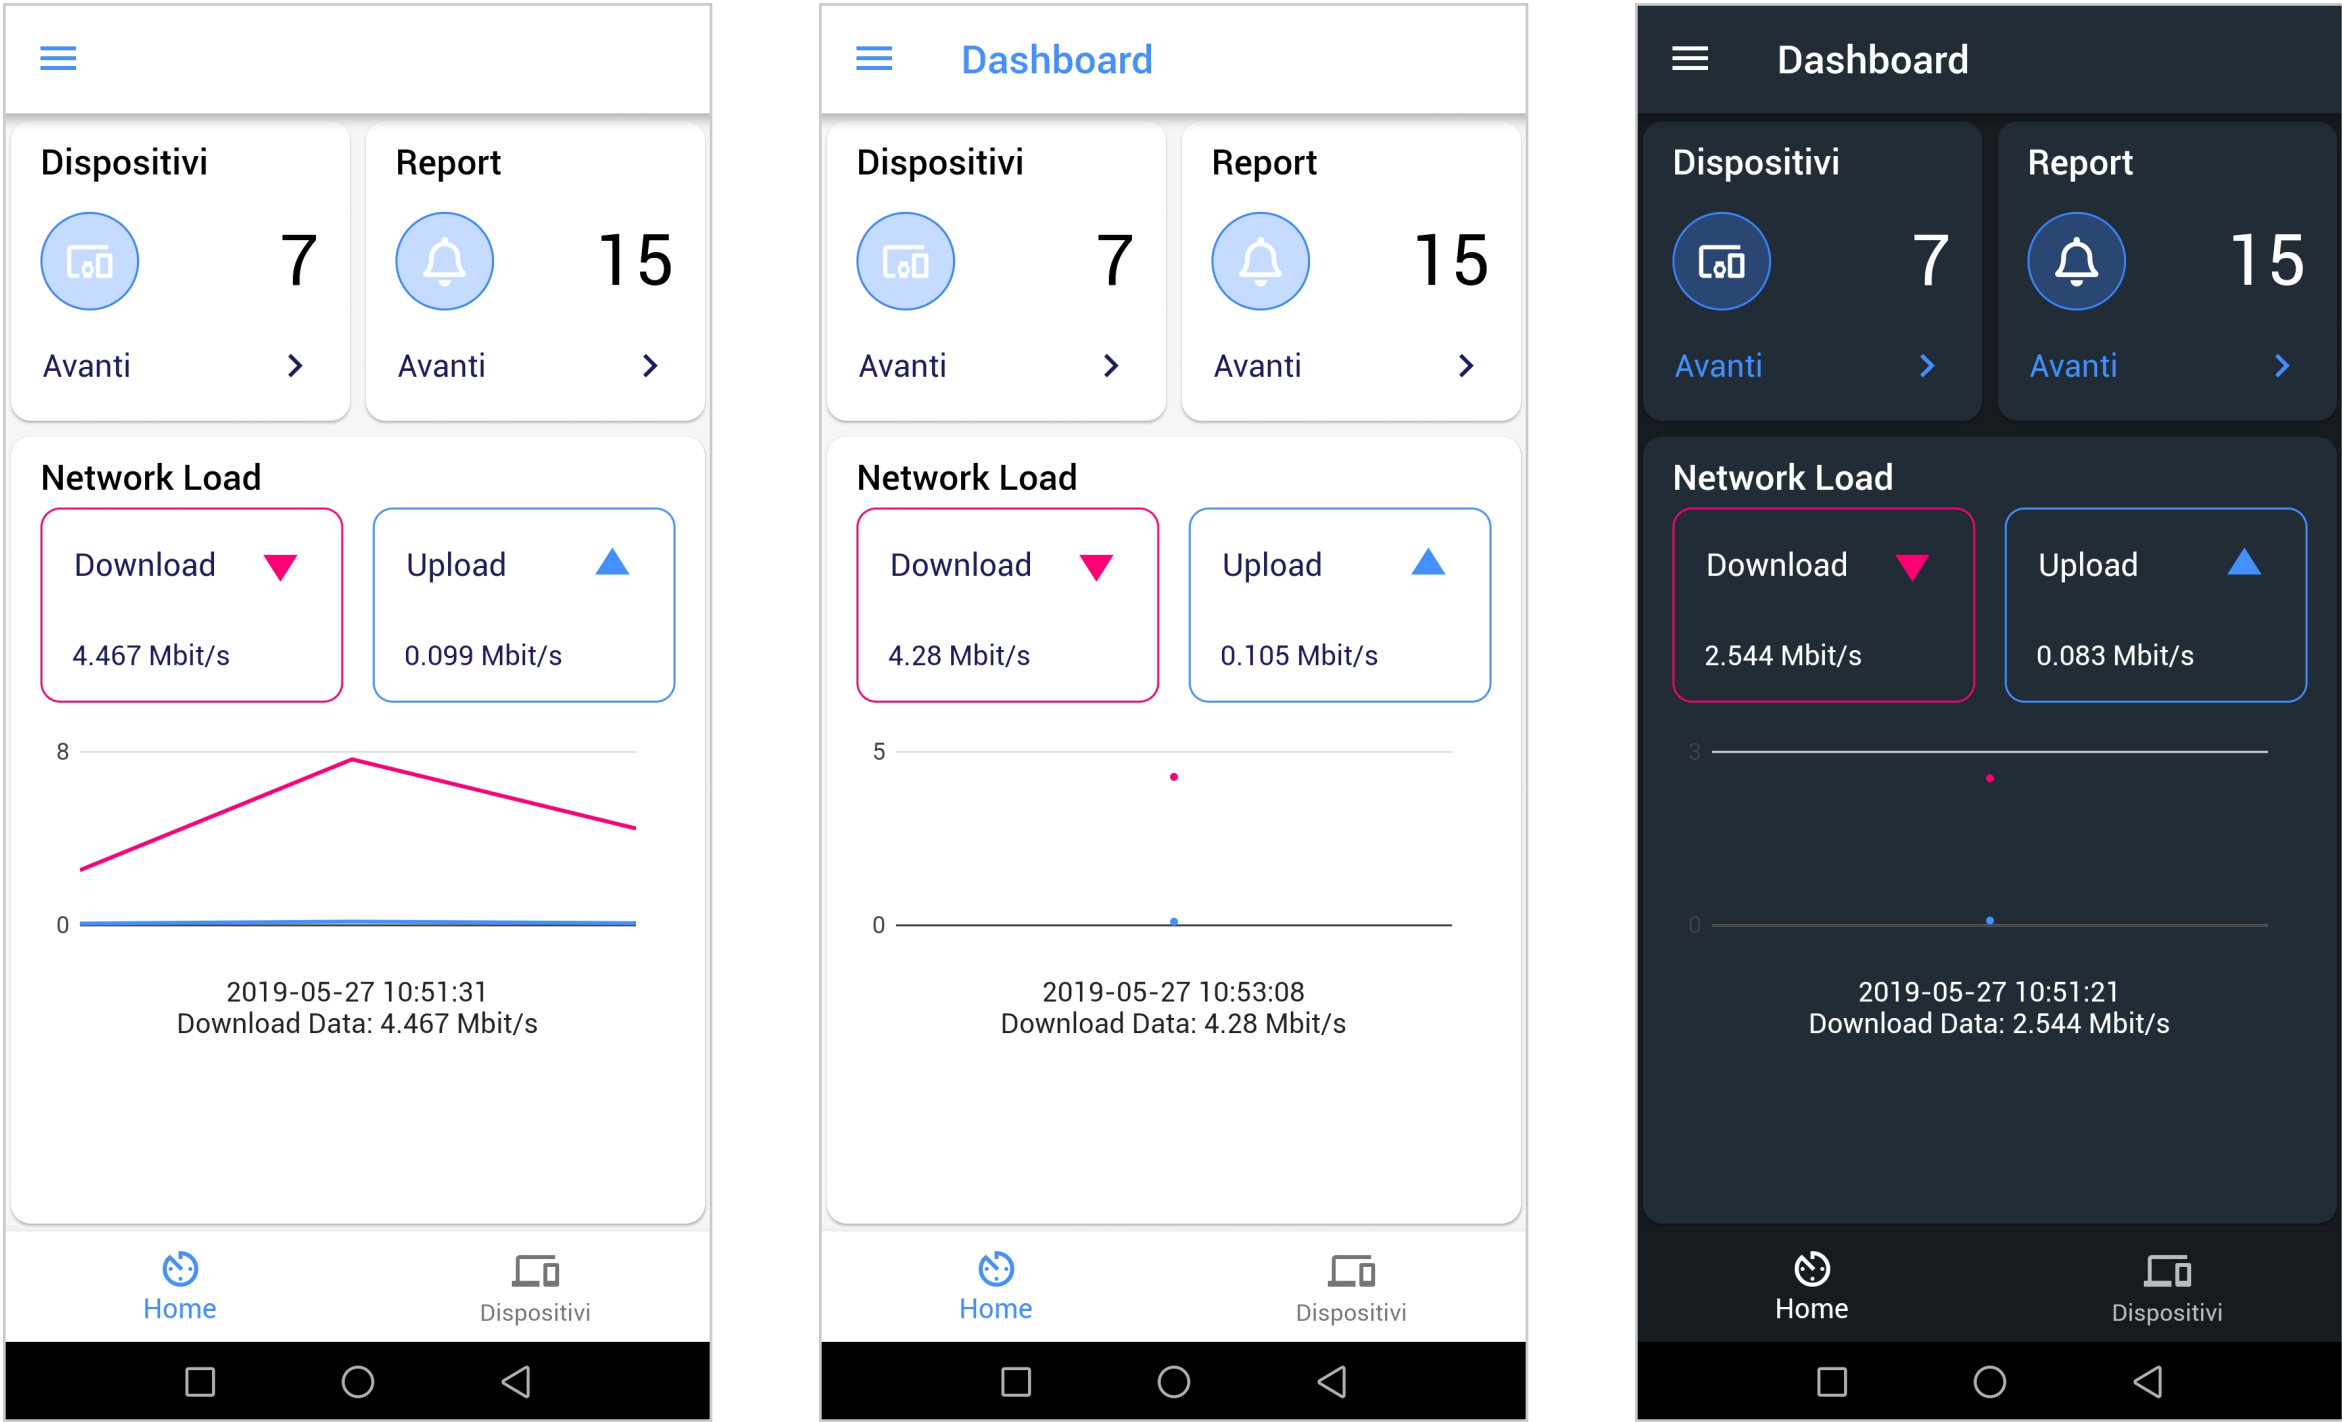 Dispositivi
Report
7
15
Avanti
Avanti
Network Load
Download
Upload
4.467 Mbit/s
0.099 Mbit/s
8
0
2019-05-27 10:51:31
Download Data: 4.467 Mbit/s
Home
Dispositivi
Dashboard
Dispositivi
Report
7
15
Avanti
Avanti
Network Load
Download
Upload
4.28 Mbit/s
0.105 Mbit/s
5
0
2019-05-27 10:53:08
Download Data: 4.28 Mbit/s
Home
Dispositivi
Dashboard
Dispositivi
Report
7
15
Avanti
Avanti
Network Load
Download
Upload
2.544 Mbit/s
0.083 Mbit/s
3
0
2019-05-27 10:51:21
Download Data: 2.544 Mbit/s
Home
Dispositivi